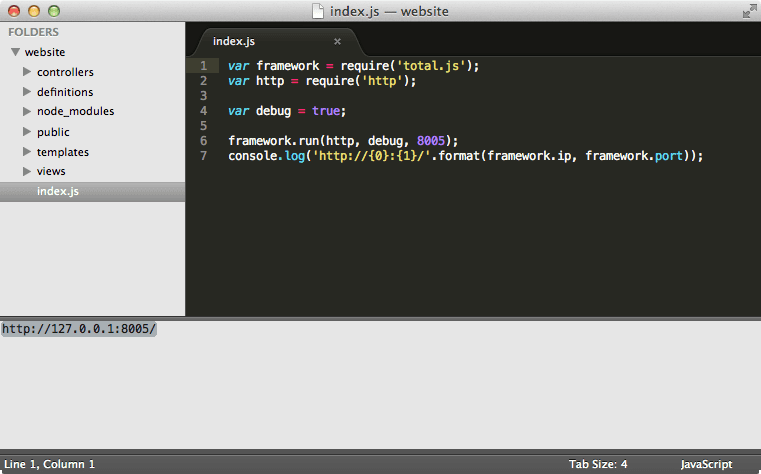 index.js — website
FOLDERS
website
controllers
definitions
node_modules
public
templates
views
index.js
index.js ×
1 var framework = require('total.js');
2 var http = require('http');
3
4 var debug = true;
5
6 framework.run(http, debug, 8005);
7 console.log('http://{0}:{1}/'.format(framework.ip, framework.port));
http://127.0.0.1:8005/
Line 1, Column 1 Tab Size: 4 JavaScript